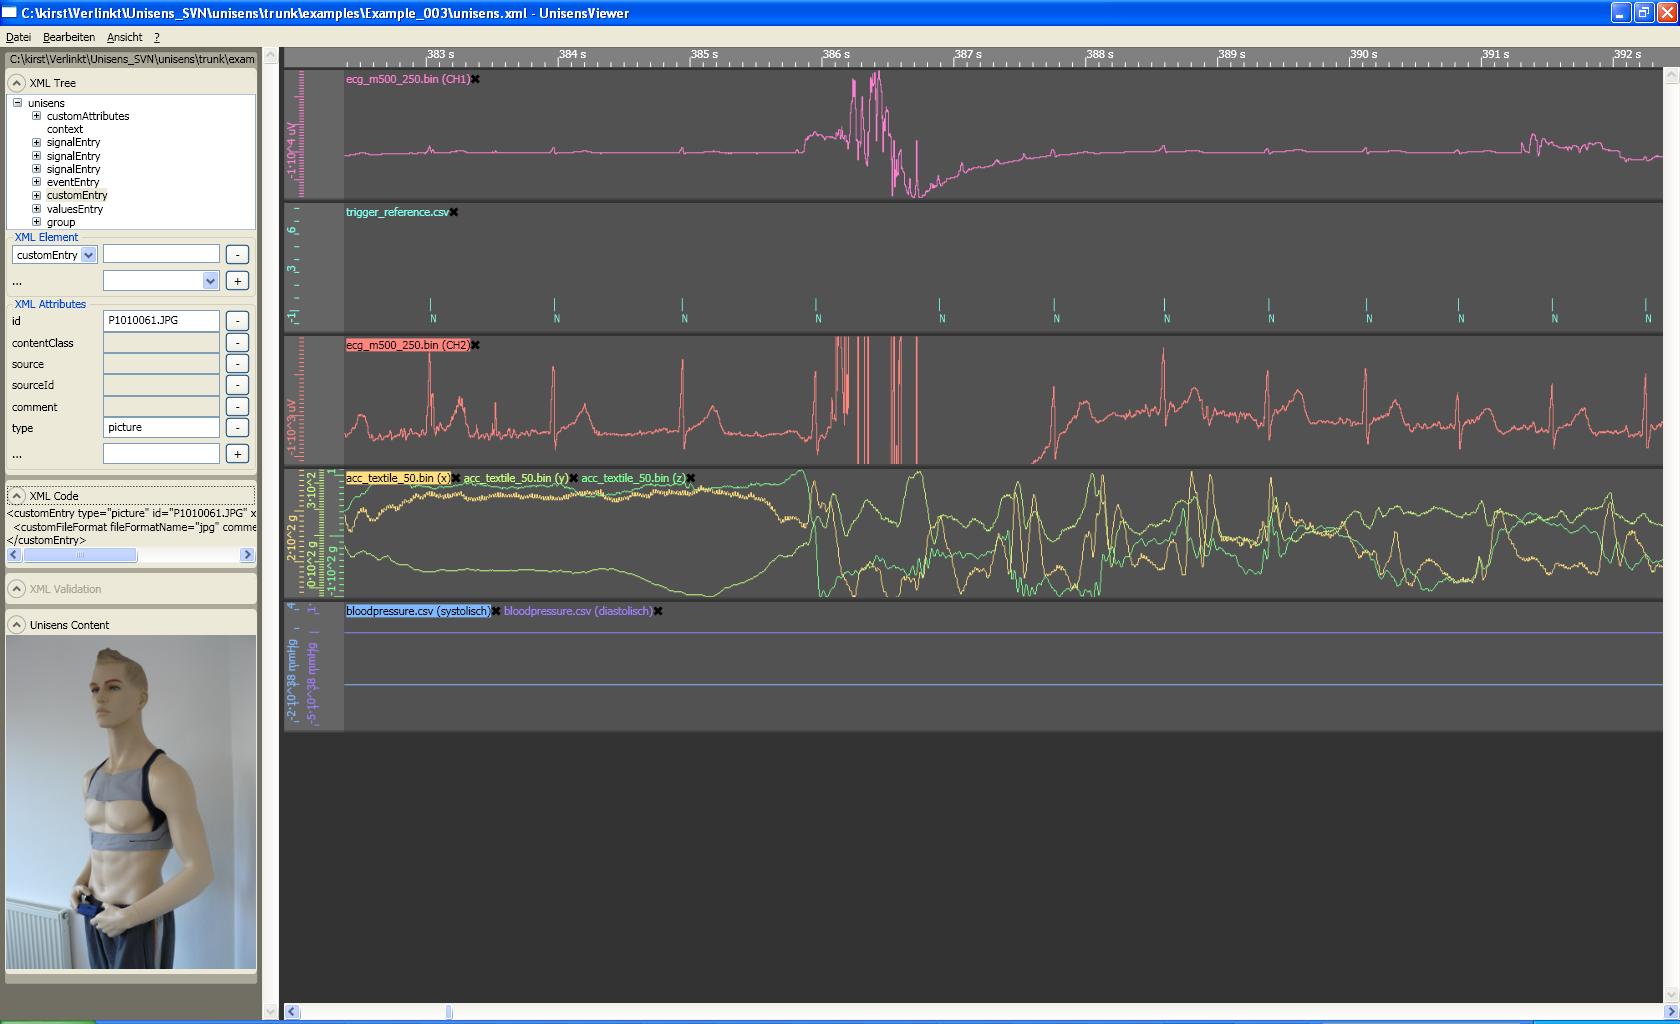 C:\kirst\Verlinkt\Unisens_SVN\unisens\trunk\examples\Example_003\unisens.xml - UnisensViewer
Datei Bearbeiten Ansicht ?
C:\kirst\Verlinkt\Unisens_SVN\unisens\trunk\exam
XML Tree
unisens
customAttributes
context
signalEntry
signalEntry
signalEntry
eventEntry
customEntry
valuesEntry
group
XML Element
customEntry -
... +
XML Attributes
id P1010061.JPG -
contentClass -
source -
sourceId -
comment -
type picture -
... +
XML Code
<customEntry type="picture" id="P1010061.JPG" x
<customFileFormat fileFormatName="jpg" comme
</customEntry>
XML Validation
Unisens Content
383 s 384 s 385 s 386 s 387 s 388 s 389 s 390 s 391 s 392 s
ecg_m500_250.bin (CH1)
-1·10^4 uV
trigger_reference.csv
6
3
-1
N N N N N N N N N N N N
ecg_m500_250.bin (CH2)
-1·10^3 uV
acc_textile_50.bin (x) acc_textile_50.bin (y) acc_textile_50.bin (z)
2·10^2 g
3·10^2
0·10^2 g
1
-1·10^2 g
bloodpressure.csv (systolisch) bloodpressure.csv (diastolisch)
4
-2·10^38 mmHg
1·
-5·10^38 mmHg